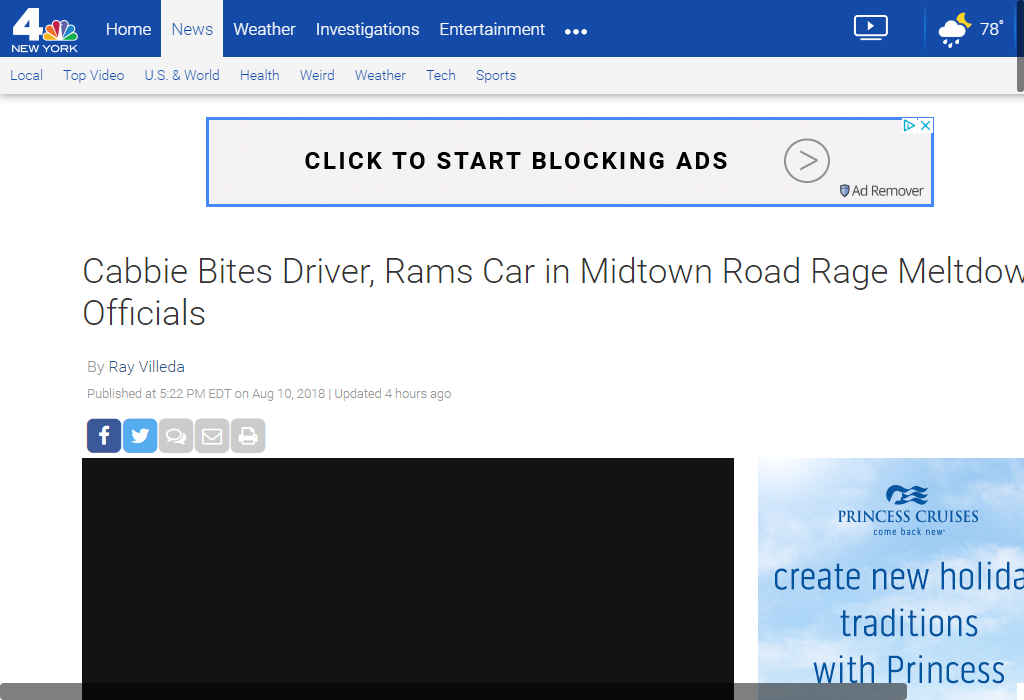 4
NEW YORK
Home News Weather Investigations Entertainment •••
78°
Local Top Video U.S. & World Health Weird Weather Tech Sports
CLICK TO START BLOCKING ADS
Ad Remover
Cabbie Bites Driver, Rams Car in Midtown Road Rage Meltdow
Officials
By Ray Villeda
Published at 5:22 PM EDT on Aug 10, 2018 | Updated 4 hours ago
PRINCESS CRUISES
come back new
create new holida
traditions
with Princess